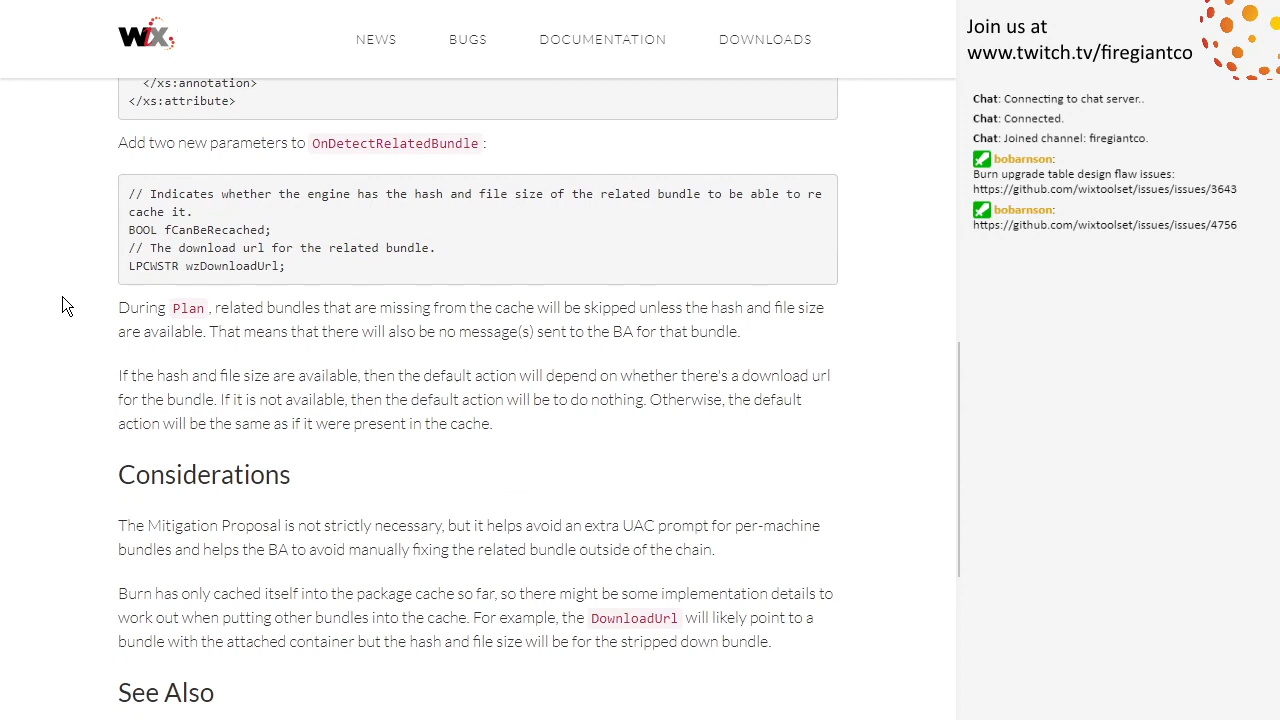 WiX
NEWS
BUGS
DOCUMENTATION
DOWNLOADS
</xs:annotation>
</xs:attribute>
Add two new parameters to OnDetectRelatedBundle:
// Indicates whether the engine has the hash and file size of the related bundle to be able to re
cache it.
BOOL fCanBeRecached;
// The download url for the related bundle.
LPCWSTR wzDownloadUrl;
During Plan, related bundles that are missing from the cache will be skipped unless the hash and file size
are available. That means that there will also be no message(s) sent to the BA for that bundle.
If the hash and file size are available, then the default action will depend on whether there's a download url
for the bundle. If it is not available, then the default action will be to do nothing. Otherwise, the default
action will be the same as if it were present in the cache.
Considerations
The Mitigation Proposal is not strictly necessary, but it helps avoid an extra UAC prompt for per-machine
bundles and helps the BA to avoid manually fixing the related bundle outside of the chain.
Burn has only cached itself into the package cache so far, so there might be some implementation details to
work out when putting other bundles into the cache. For example, the DownloadUrl will likely point to a
bundle with the attached container but the hash and file size will be for the stripped down bundle.
See Also
Join us at
www.twitch.tv/firegiantco
Chat: Connecting to chat server..
Chat: Connected.
Chat: Joined channel: firegiantco.
bobarnson:
Burn upgrade table design flaw issues:
https://github.com/wixtoolset/issues/issues/3643
bobarnson:
https://github.com/wixtoolset/issues/issues/4756